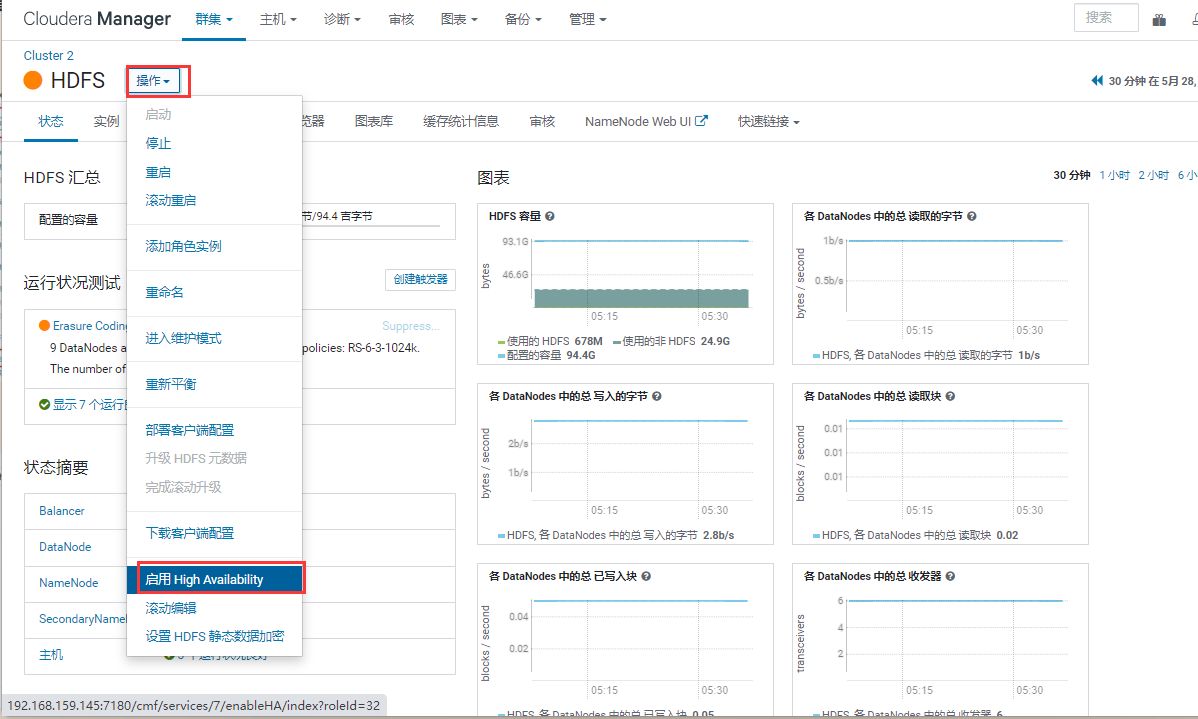 Cloudera Manager 群集 主机 诊断 审核 图表 备份 管理 搜索
Cluster 2
HDFS 操作
30 分钟 在 5月 28,
状态 实例 览器 图表库 缓存统计信息 审核 NameNode Web UI 快速链接
启动
停止
重启
滚动重启
添加角色实例
重命名
进入维护模式
重新平衡
部署客户端配置
升级 HDFS 元数据
完成滚动升级
下载客户端配置
启用 High Availability
滚动编辑
设置 HDFS 静态数据加密
HDFS 汇总
配置的容量 节/94.4 吉字节
运行状况测试 创建触发器
Erasure Coding Suppress...
9 DataNodes a policies: RS-6-3-1024k.
The number of
显示 7 个运行
状态摘要
Balancer
DataNode
NameNode
SecondaryName
主机
图表
30 分钟 1 小时 2 小时 6 小
HDFS 容量
bytes
93.1G
46.6G
05:15 05:30
使用的 HDFS 678M 使用的非 HDFS 24.9G
配置的容量 94.4G
各 DataNodes 中的总 读取的字节
bytes / second
1b/s
0.5b/s
05:15 05:30
HDFS, 各 DataNodes 中的总 读取的字节 1b/s
各 DataNodes 中的总 写入的字节
bytes / second
2b/s
1b/s
05:15 05:30
HDFS, 各 DataNodes 中的总 写入的字节 2.8b/s
各 DataNodes 中的总 读取块
blocks / second
0.01
0.01
0.01
05:15 05:30
HDFS, 各 DataNodes 中的总 读取块 0.02
各 DataNodes 中的总 已写入块
blocks / second
0.04
0.02
05:15 05:30
HDFS, 各 DataNodes 中的总 已写入块 0.05
各 DataNodes 中的总 收发器
transceivers
6
4
2
05:15 05:30
HDFS, 各 DataNodes 中的总 收发器 6
192.168.159.145:7180/cmf/services/7/enableHA/index?roleId=32